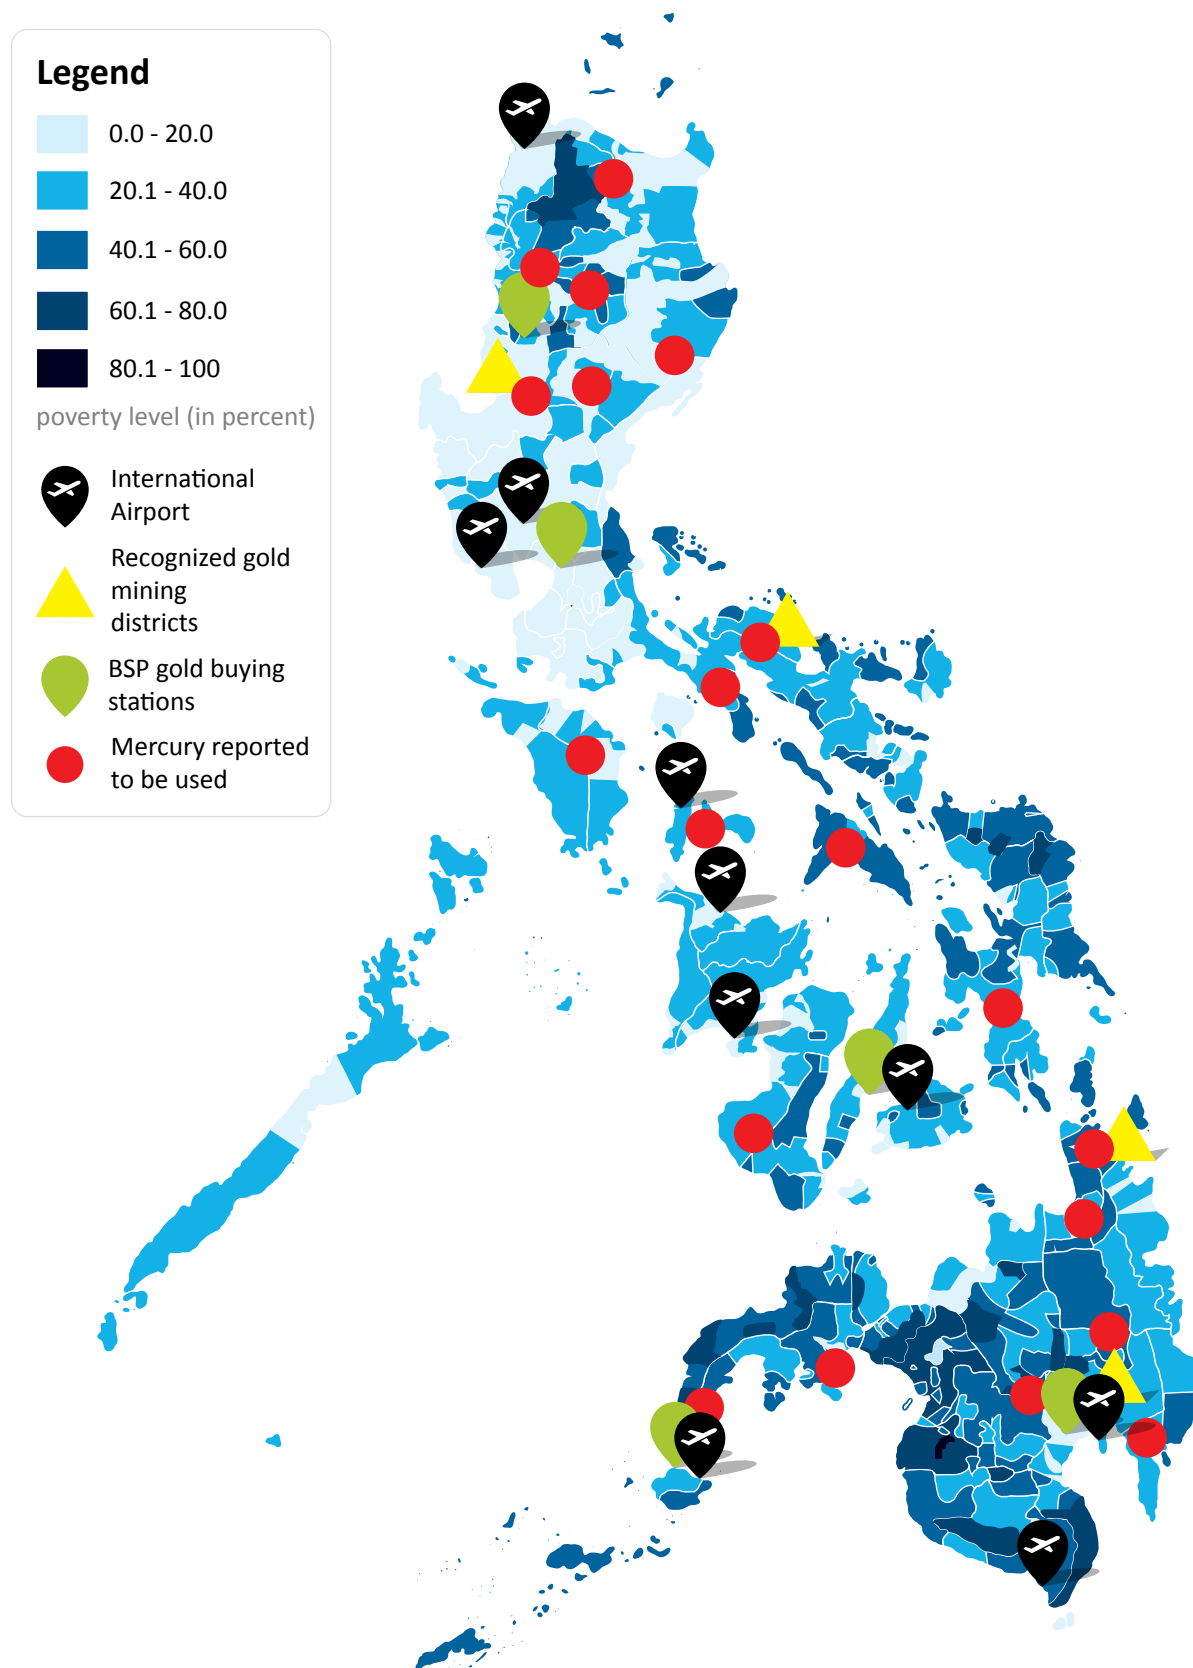 Legend
0.0 - 20.0
20.1 - 40.0
40.1 - 60.0
60.1 - 80.0
80.1 - 100
poverty level (in percent)
International
Airport
Recognized gold
mining
districts
BSP gold buying
stations
Mercury reported
to be used